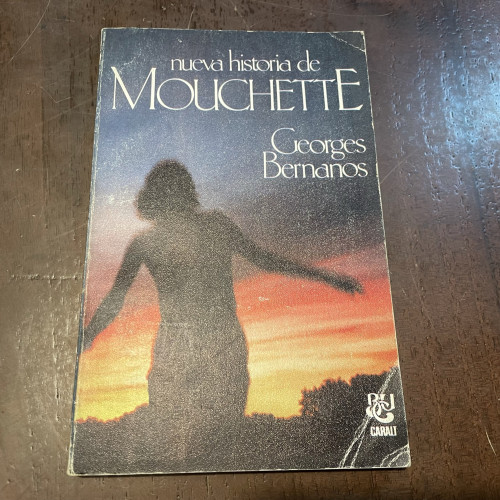 nueva historia de
MOUCHETTE
Georges
Bernanos
CARALT